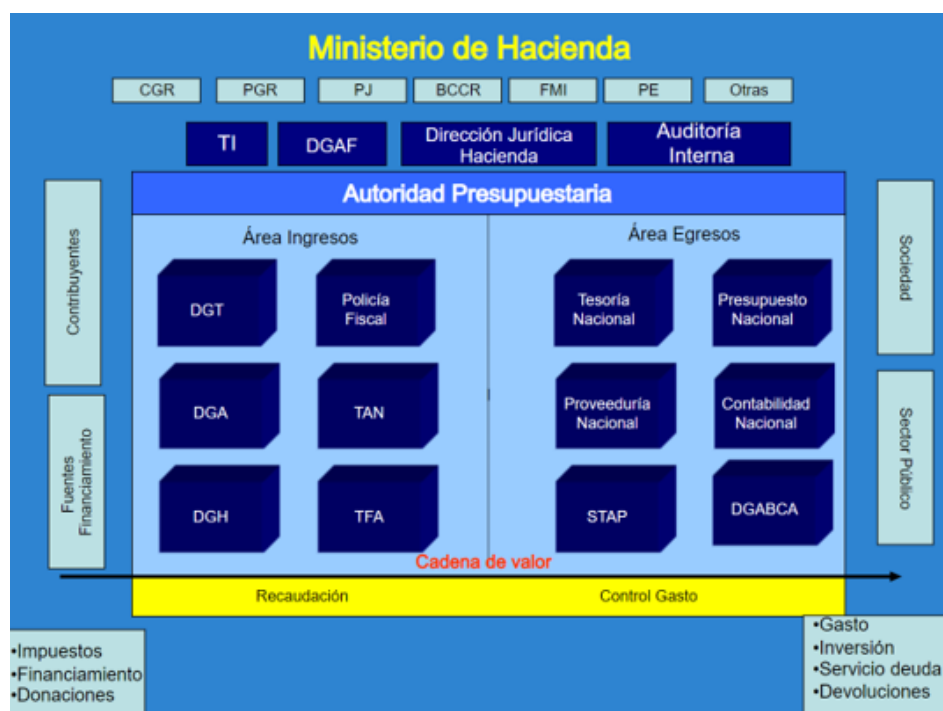 Ministerio de Hacienda
CGR
PGR
PJ
BCCR
FMI
PE
Otras
TI
DGAF
Dirección Jurídica
Hacienda
Auditoría
Interna
Autoridad Presupuestaria
Contribuyentes
Fuentes
Financiamiento
Área Ingresos
DGT
Policía
Fiscal
DGA
TAN
DGH
TFA
Área Egresos
Tesoría
Nacional
Presupuesto
Nacional
Proveeduría
Nacional
Contabilidad
Nacional
STAP
DGABCA
Sociedad
Sector Público
Cadena de valor
Recaudación
Control Gasto
•Impuestos
•Financiamiento
•Donaciones
•Gasto
•Inversión
•Servicio deuda
•Devoluciones